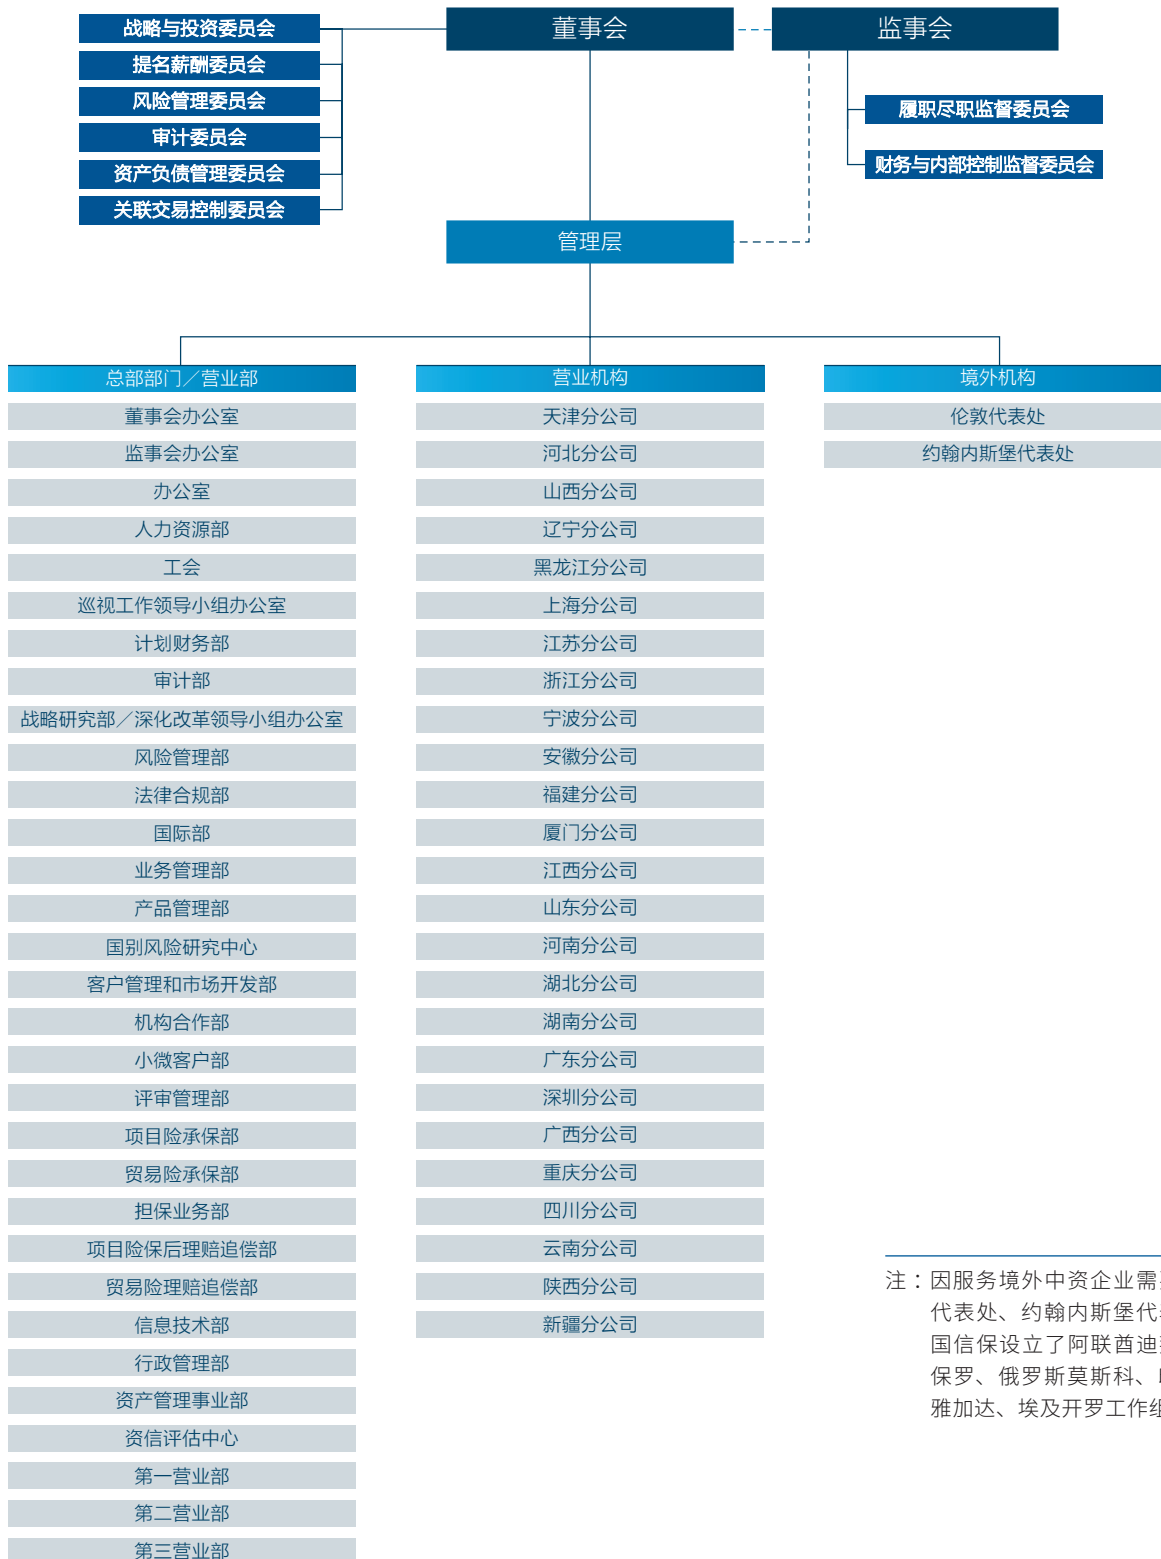 董事会
监事会
战略与投资委员会
提名薪酬委员会
风险管理委员会
审计委员会
资产负债管理委员会
关联交易控制委员会
履职尽职监督委员会
财务与内部控制监督委员会
管理层
总部部门／营业部
董事会办公室
监事会办公室
办公室
人力资源部
工会
巡视工作领导小组办公室
计划财务部
审计部
战略研究部／深化改革领导小组办公室
风险管理部
法律合规部
国际部
业务管理部
产品管理部
国别风险研究中心
客户管理和市场开发部
机构合作部
小微客户部
评审管理部
项目险承保部
贸易险承保部
担保业务部
项目险保后理赔追偿部
贸易险理赔追偿部
信息技术部
行政管理部
资产管理事业部
资信评估中心
第一营业部
第二营业部
第三营业部
营业机构
天津分公司
河北分公司
山西分公司
辽宁分公司
黑龙江分公司
上海分公司
江苏分公司
浙江分公司
宁波分公司
安徽分公司
福建分公司
厦门分公司
江西分公司
山东分公司
河南分公司
湖北分公司
湖南分公司
广东分公司
深圳分公司
广西分公司
重庆分公司
四川分公司
云南分公司
陕西分公司
新疆分公司
境外机构
伦敦代表处
约翰内斯堡代表处
注：因服务境外中资企业需
代表处、约翰内斯堡代
国信保设立了阿联酋迪
保罗、俄罗斯莫斯科、
雅加达、埃及开罗工作组